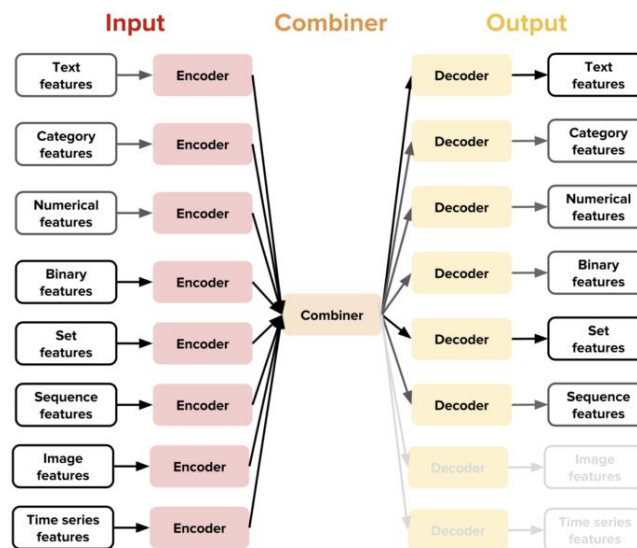 Input
Combiner
Output
Text
features
Encoder
Decoder
Text
features
Category
features
Encoder
Decoder
Category
features
Numerical
features
Encoder
Decoder
Numerical
features
Binary
features
Encoder
Decoder
Binary
features
Combiner
Set
features
Encoder
Decoder
Set
features
Sequence
features
Encoder
Decoder
Sequence
features
Image
features
Encoder
Decoder
Image
features
Time series
features
Encoder
Decoder
Time series
features